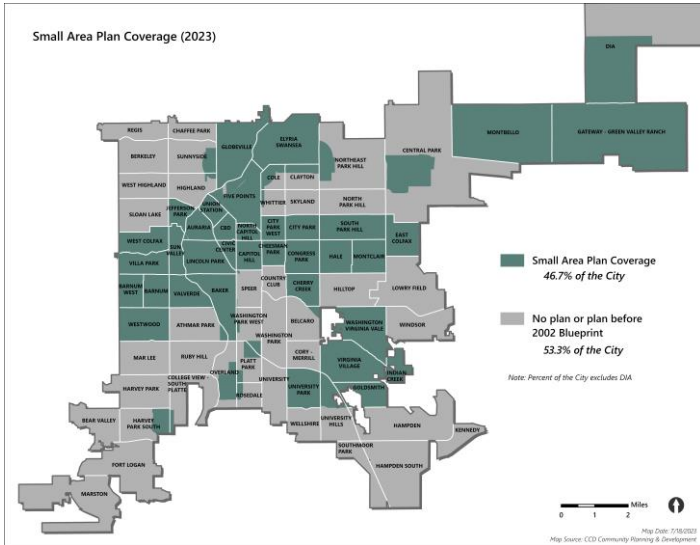 Small Area Plan Coverage (2023)
DIA
REGIS
CHAFFEE PARK
GLOBEVILLE
ELYRIA
SWANSEA
MONTBELLO
GATEWAY - GREEN VALLEY RANCH
BERKELEY
SUNNYSIDE
NORTHEAST
PARK HILL
CENTRAL PARK
WEST HIGHLAND
HIGHLAND
FIVE POINTS
COLE
CLAYTON
WHITTIER
SKYLAND
NORTH
PARK HILL
SLOAN LAKE
JEFFERSON
PARK
UNION
STATION
AURARIA
CBD
NORTH
CAPITOL
HILL
CITY
PARK
WEST
CITY PARK
SOUTH
PARK HILL
EAST
COLFAX
WEST COLFAX
SUN
VALLEY
LINCOLN PARK
CIVIC
CENTER
CAPITOL
HILL
CHEESMAN
PARK
CONGRESS
PARK
HALE
MONTCLAIR
VILLA PARK
BARNUM
WEST
BARNUM
VALVERDE
BAKER
SPEER
COUNTRY
CLUB
CHERRY
CREEK
HILLTOP
LOWRY FIELD
Small Area Plan Coverage
46.7% of the City
WESTWOOD
ATHMAR PARK
WASHINGTON
PARK WEST
WASHINGTON
PARK
BELCARO
WASHINGTON
VIRGINIA VALE
WINDSOR
No plan or plan before
2002 Blueprint
53.3% of the City
MAR LEE
RUBY HILL
OVERLAND
PLATT
PARK
CORY -
MERRILL
VIRGINIA
VILLAGE
INDIAN
CREEK
Note: Percent of the City excludes DIA
HARVEY PARK
COLLEGE VIEW -
SOUTH
PLATTE
ROSEDALE
UNIVERSITY
UNIVERSITY
PARK
GOLDSMITH
BEAR VALLEY
HARVEY
PARK SOUTH
WELLSHIRE
UNIVERSITY
HILLS
HAMPDEN
KENNEDY
SOUTHMOOR
PARK
FORT LOGAN
HAMPDEN SOUTH
MARSTON
Miles
0 1 2
Map Date: 7/18/2023
Map Source: CCD Community Planning & Development